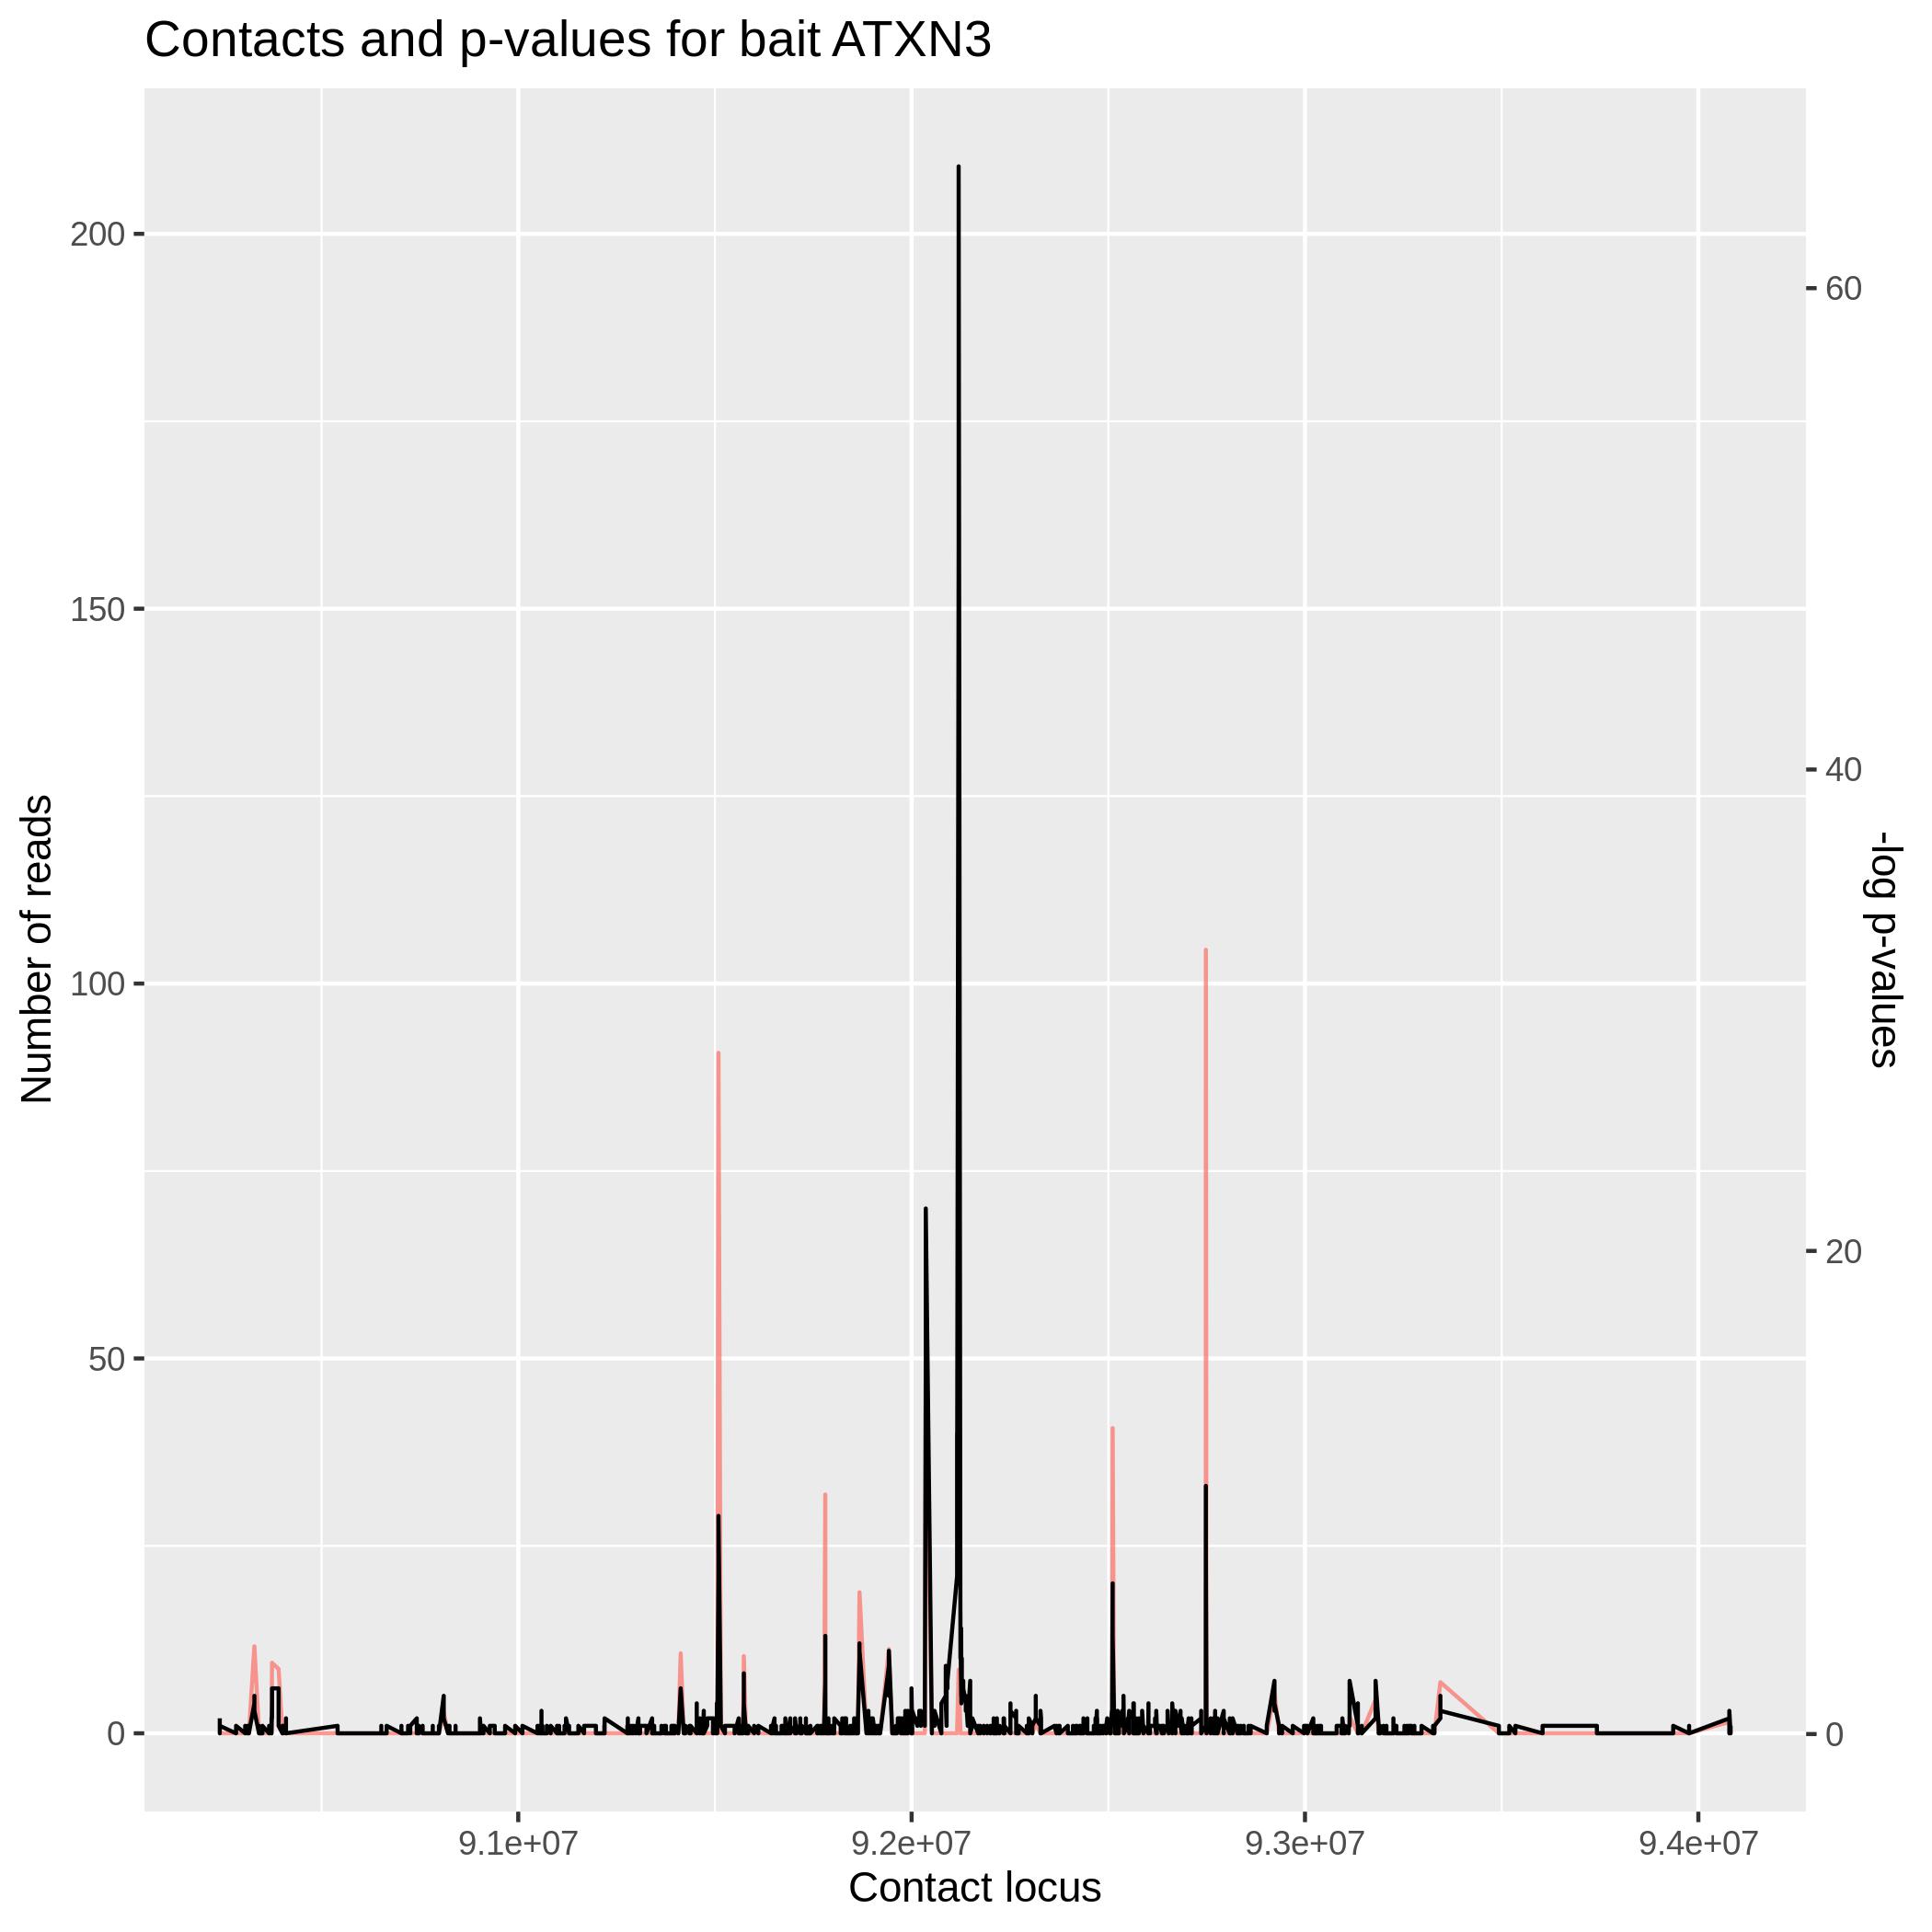 Contacts and p-values for bait ATXN3
200
150
100
50
0
Number of reads
60
40
20
0
-log p-values
9.1e+07 9.2e+07 9.3e+07 9.4e+07
Contact locus